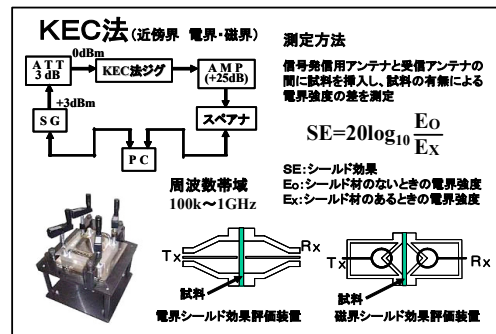 KEC法(近傍界 電界・磁界)
0dBm
ATT
3 dB
KEC法ジグ
AMP
(+25dB)
+3dBm
SG
スペアナ
PC
周波数帯域
100k～1GHz
測定方法
信号発信用アンテナと受信アンテナの
間に試料を挿入し、試料の有無による
電界強度の差を測定
SE=20log10 Eo/Ex
SE:シールド効果
Eo:シールド材のないときの電界強度
Ex:シールド材のあるときの電界強度
Tx
Rx
試料
電界シールド効果評価装置
Tx
Rx
試料
磁界シールド効果評価装置